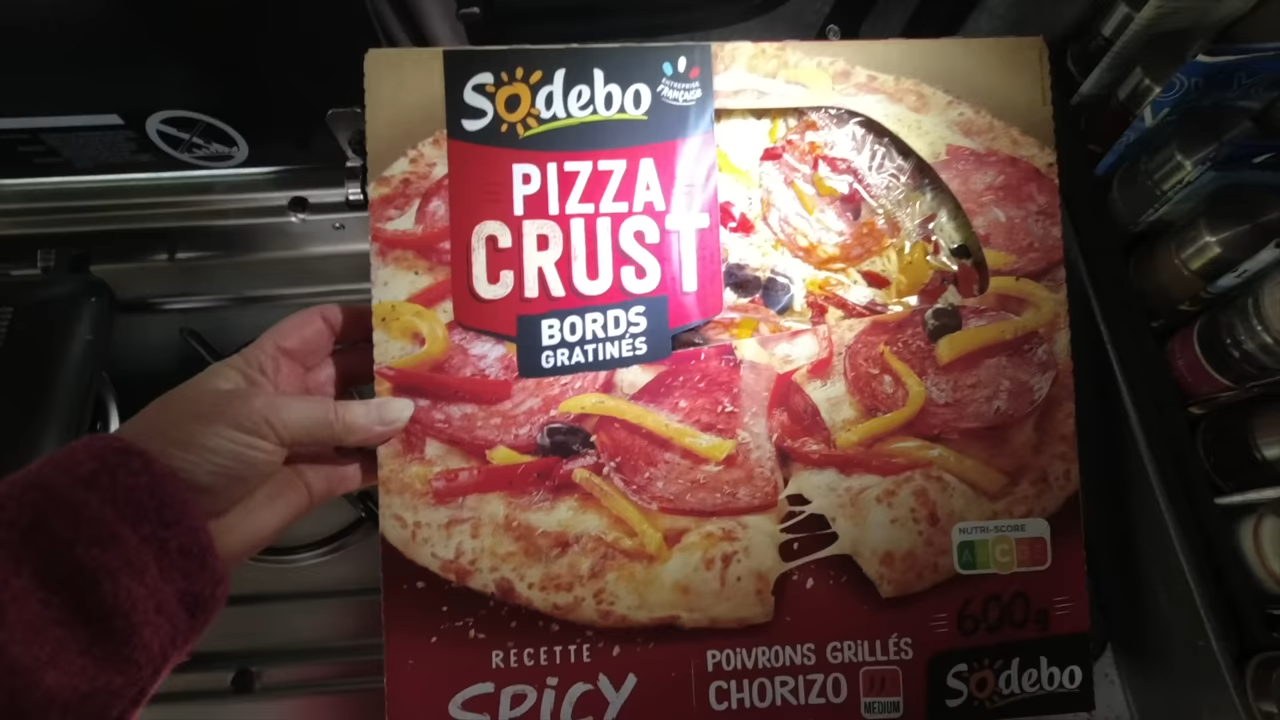 Sodebo
ENTREPRISE
FRANÇAISE
PIZZA
CRUST
BORDS
GRATINÉS
NUTRI-SCORE
A C
600g
RECETTE
SPiCY
POiVRONS GRiLLÉS
CHORIZO
MEDIUM
Sodebo